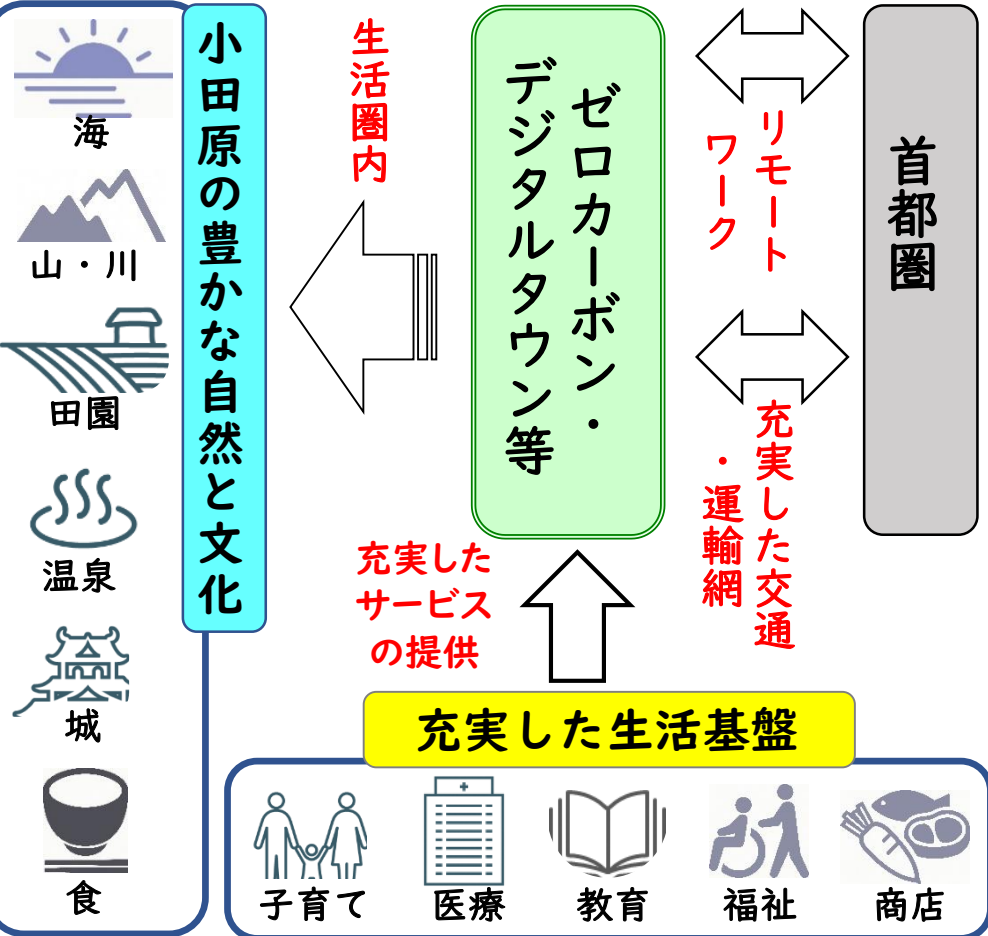 海
山・川
田園
温泉
城
食
小田原の豊かな自然と文化
生活圏内
ゼロカーボン・
デジタルタウン等
リモート
ワーク
充実した交通
・運輸網
首都圏
充実した
サービス
の提供
充実した生活基盤
子育て
医療
教育
福祉
商店